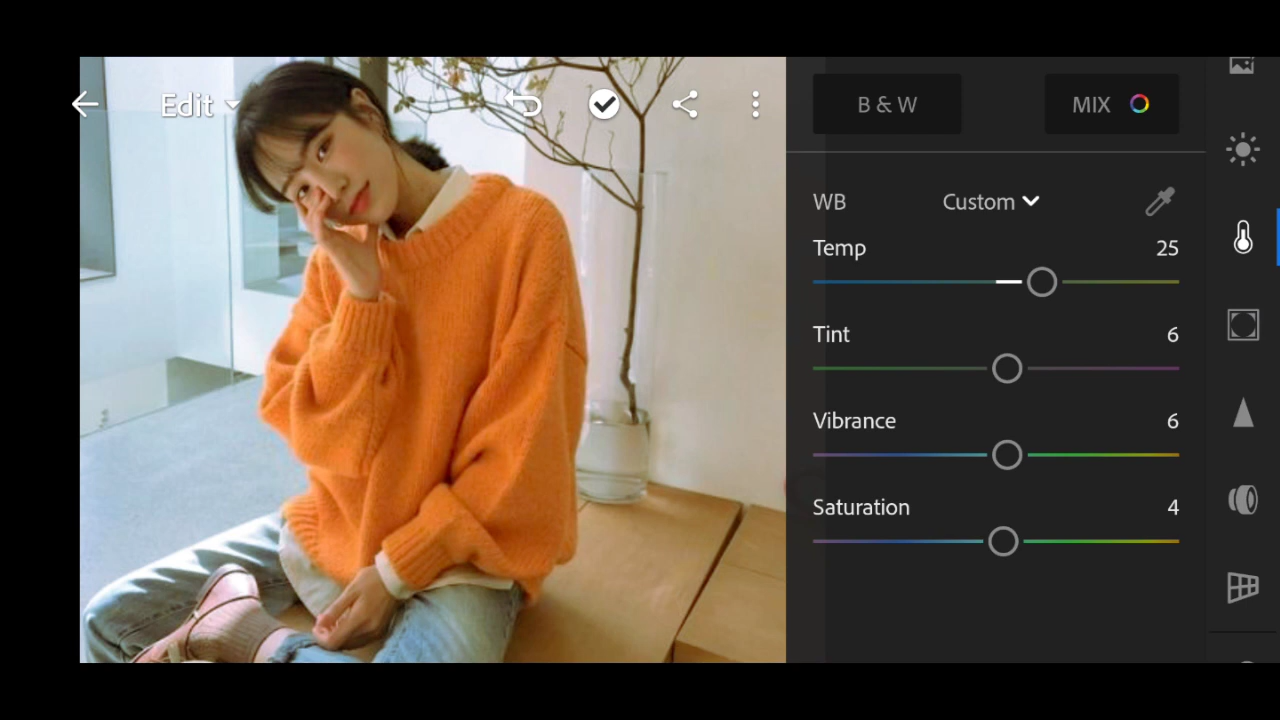 Edit
B & W
MIX
WB
Custom
Temp
25
Tint
6
Vibrance
6
Saturation
4